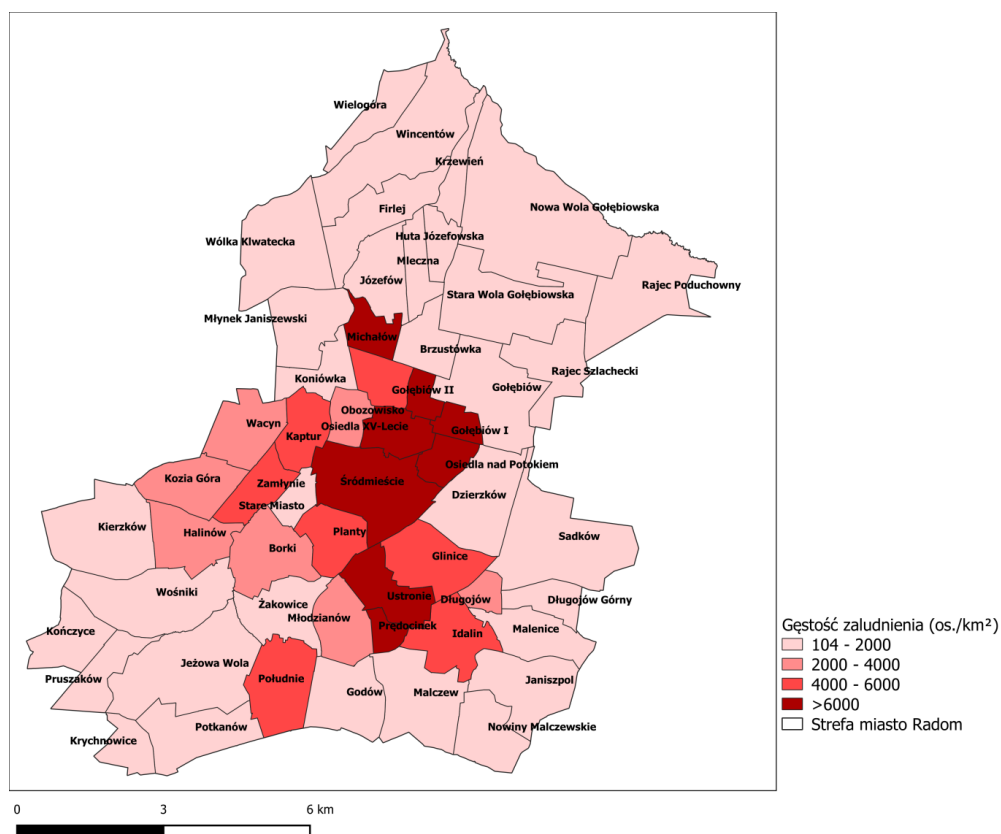 Wielogóra
Wincentów
Krzewień
Nowa Wola Gołębiowska
Firlej
Huta Józefowska
Wólka Klwatecka
Mleczna
Józefów
Rajec Poduchowny
Stara Wola Gołębiowska
Młynek Janiszewski
Michałów
Brzustówka
Rajec Szlachecki
Koniówka
Gołębiów II
Gołębiów
Obozowisko
Wacyn
Osiedla XV-Lecie
Kaptur
Gołębiów I
Osiedla nad Potokiem
Kozia Góra
Zamłynie
Śródmieście
Dzierzków
Stare Miasto
Kierzków
Halinów
Planty
Sadków
Borki
Glinice
Wośniki
Ustronie
Długojów
Długojów Górny
Żakowice
Młodzianów
Prędocinek
Kończyce
Idalin
Malenice
Jeżowa Wola
Pruszaków
Południe
Janiszpol
Godów
Malczew
Potkanów
Nowiny Malczewskie
Krychnowice
Gęstość zaludnienia (os./km²)
104 - 2000
2000 - 4000
4000 - 6000
>6000
Strefa miasto Radom
0 3 6 km